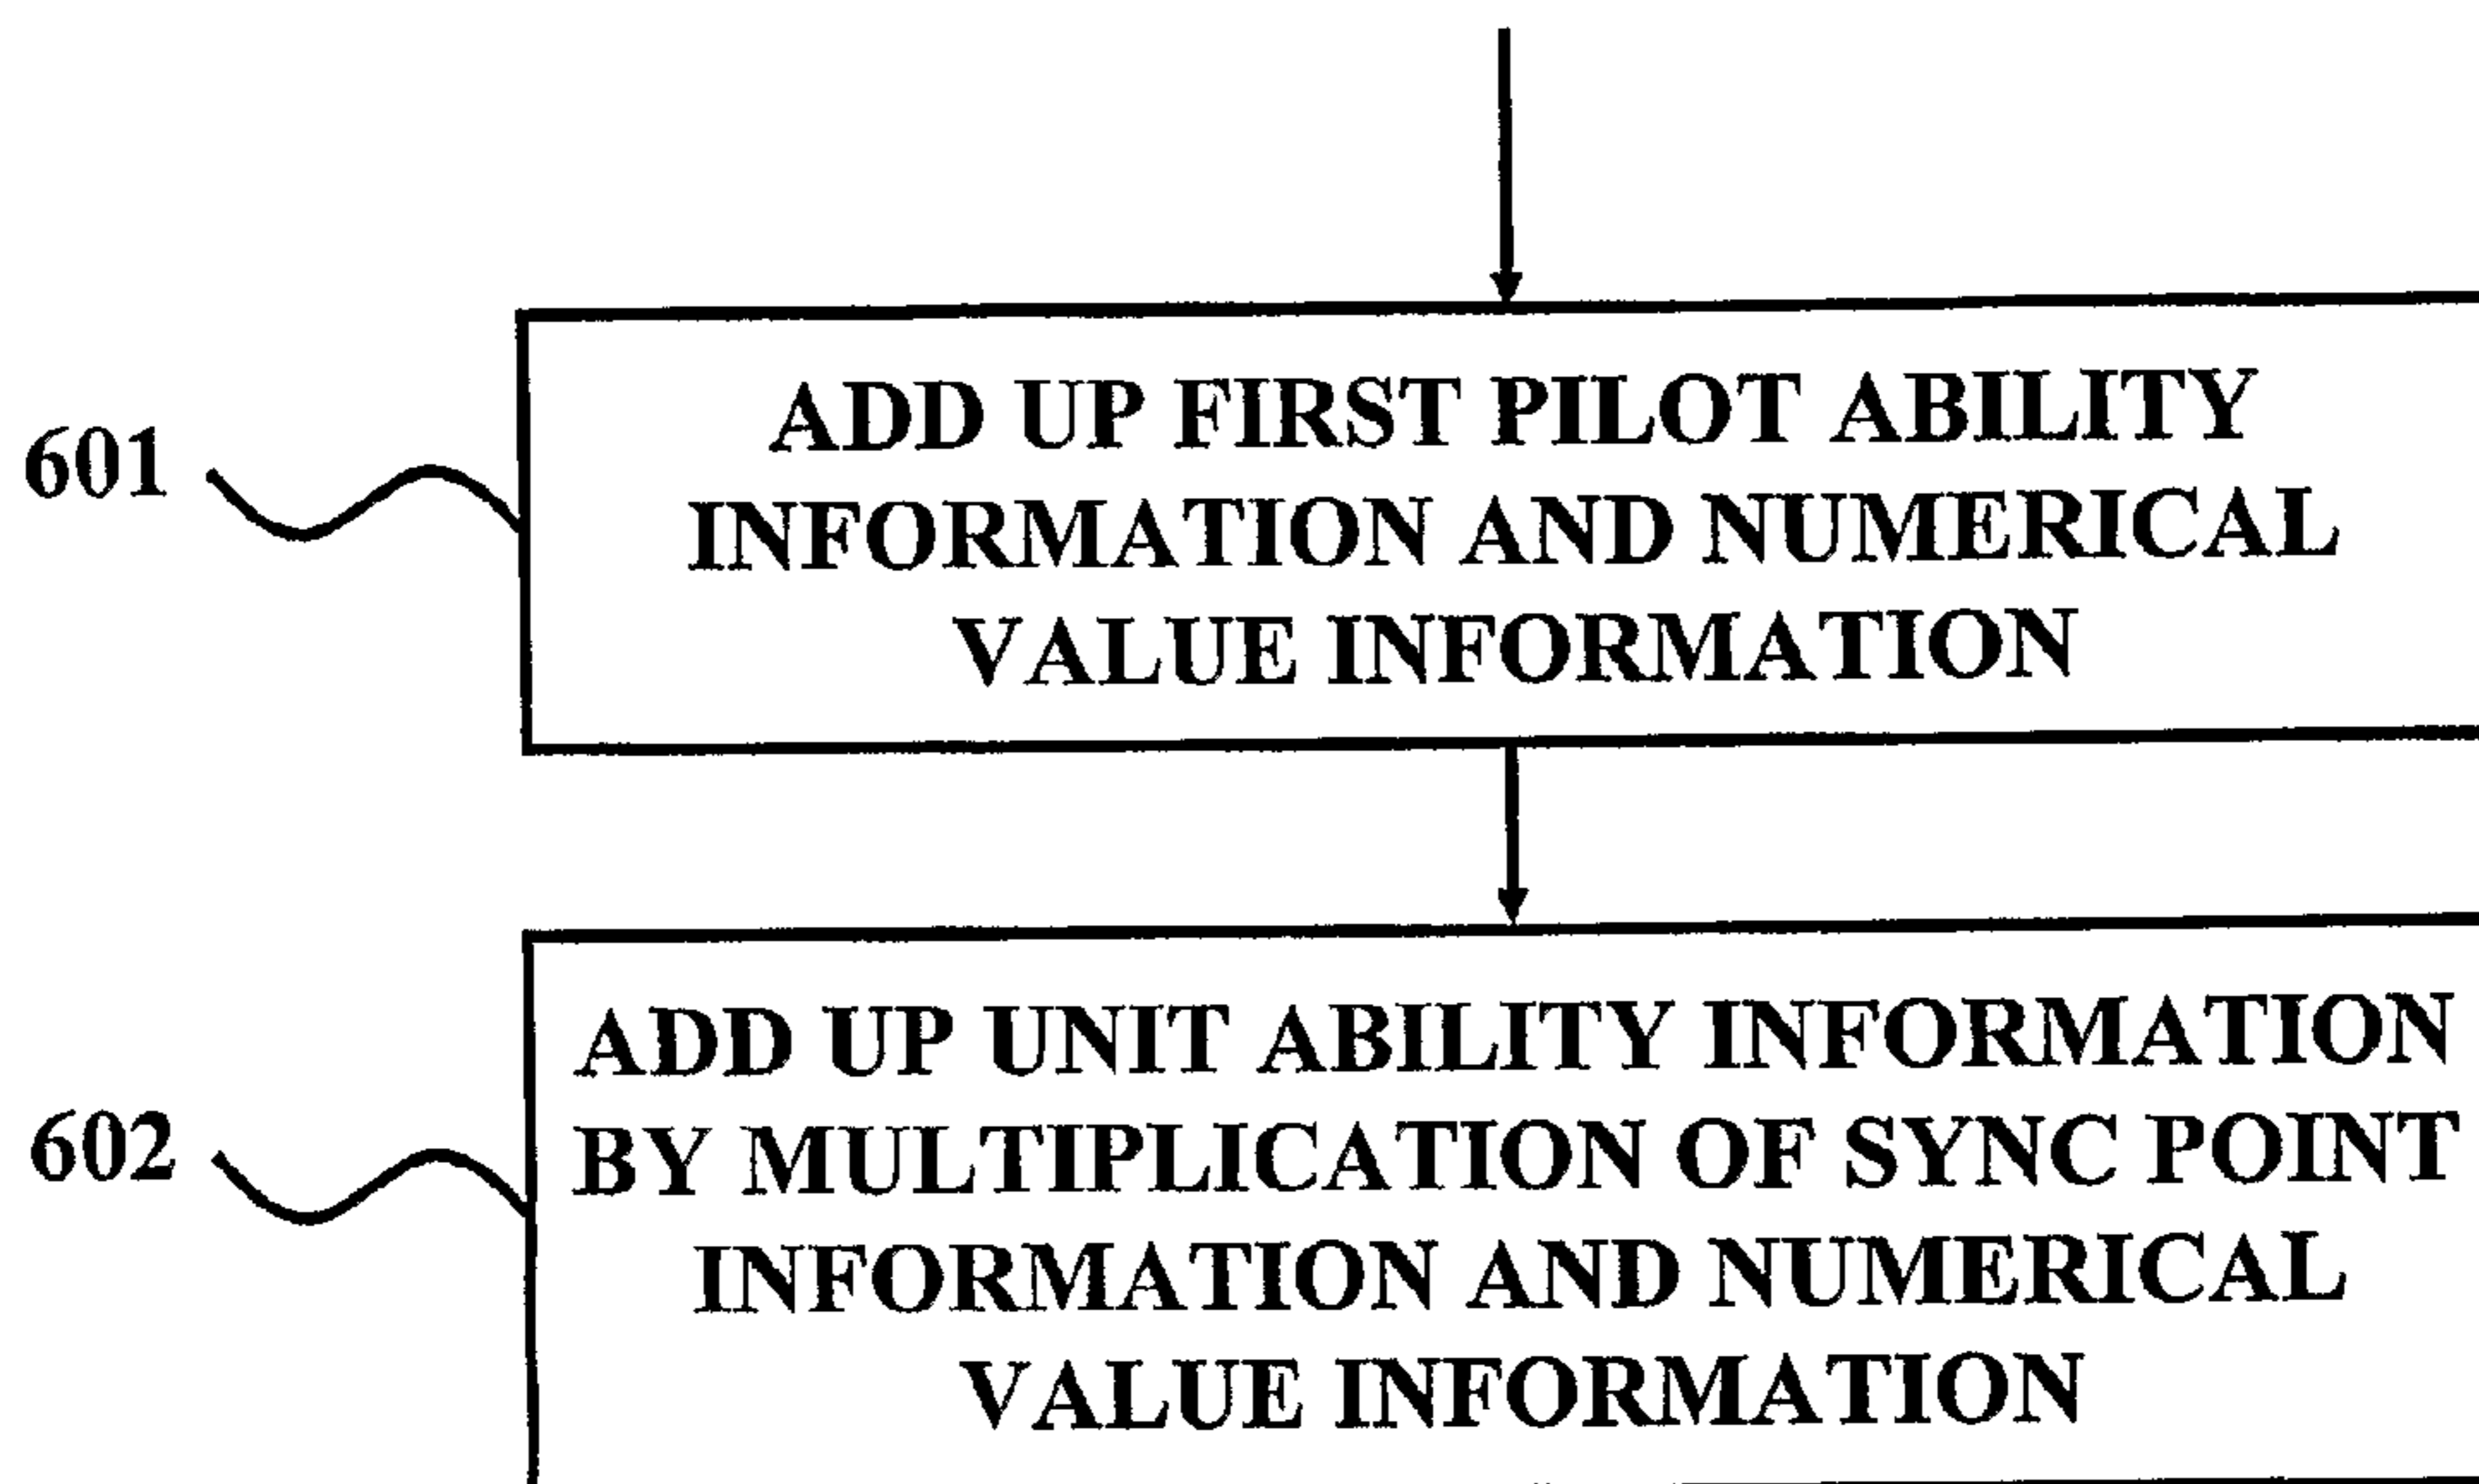 601
ADD UP FIRST PILOT ABILITY
INFORMATION AND NUMERICAL
VALUE INFORMATION
602
ADD UP UNIT ABILITY INFORMATION
BY MULTIPLICATION OF SYNC POINT
INFORMATION AND NUMERICAL
VALUE INFORMATION